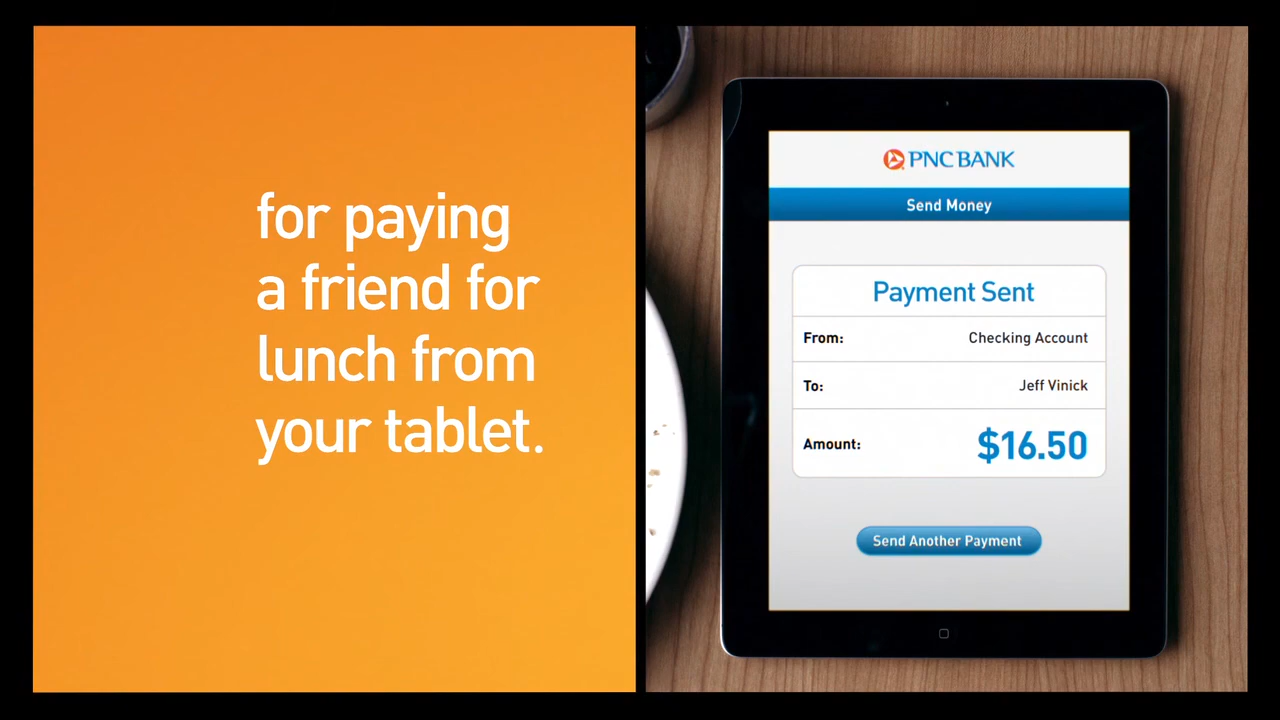 for paying
a friend for
lunch from
your tablet.
PNC BANK
Send Money
Payment Sent
From: Checking Account
To: Jeff Vinick
Amount: $16.50
Send Another Payment